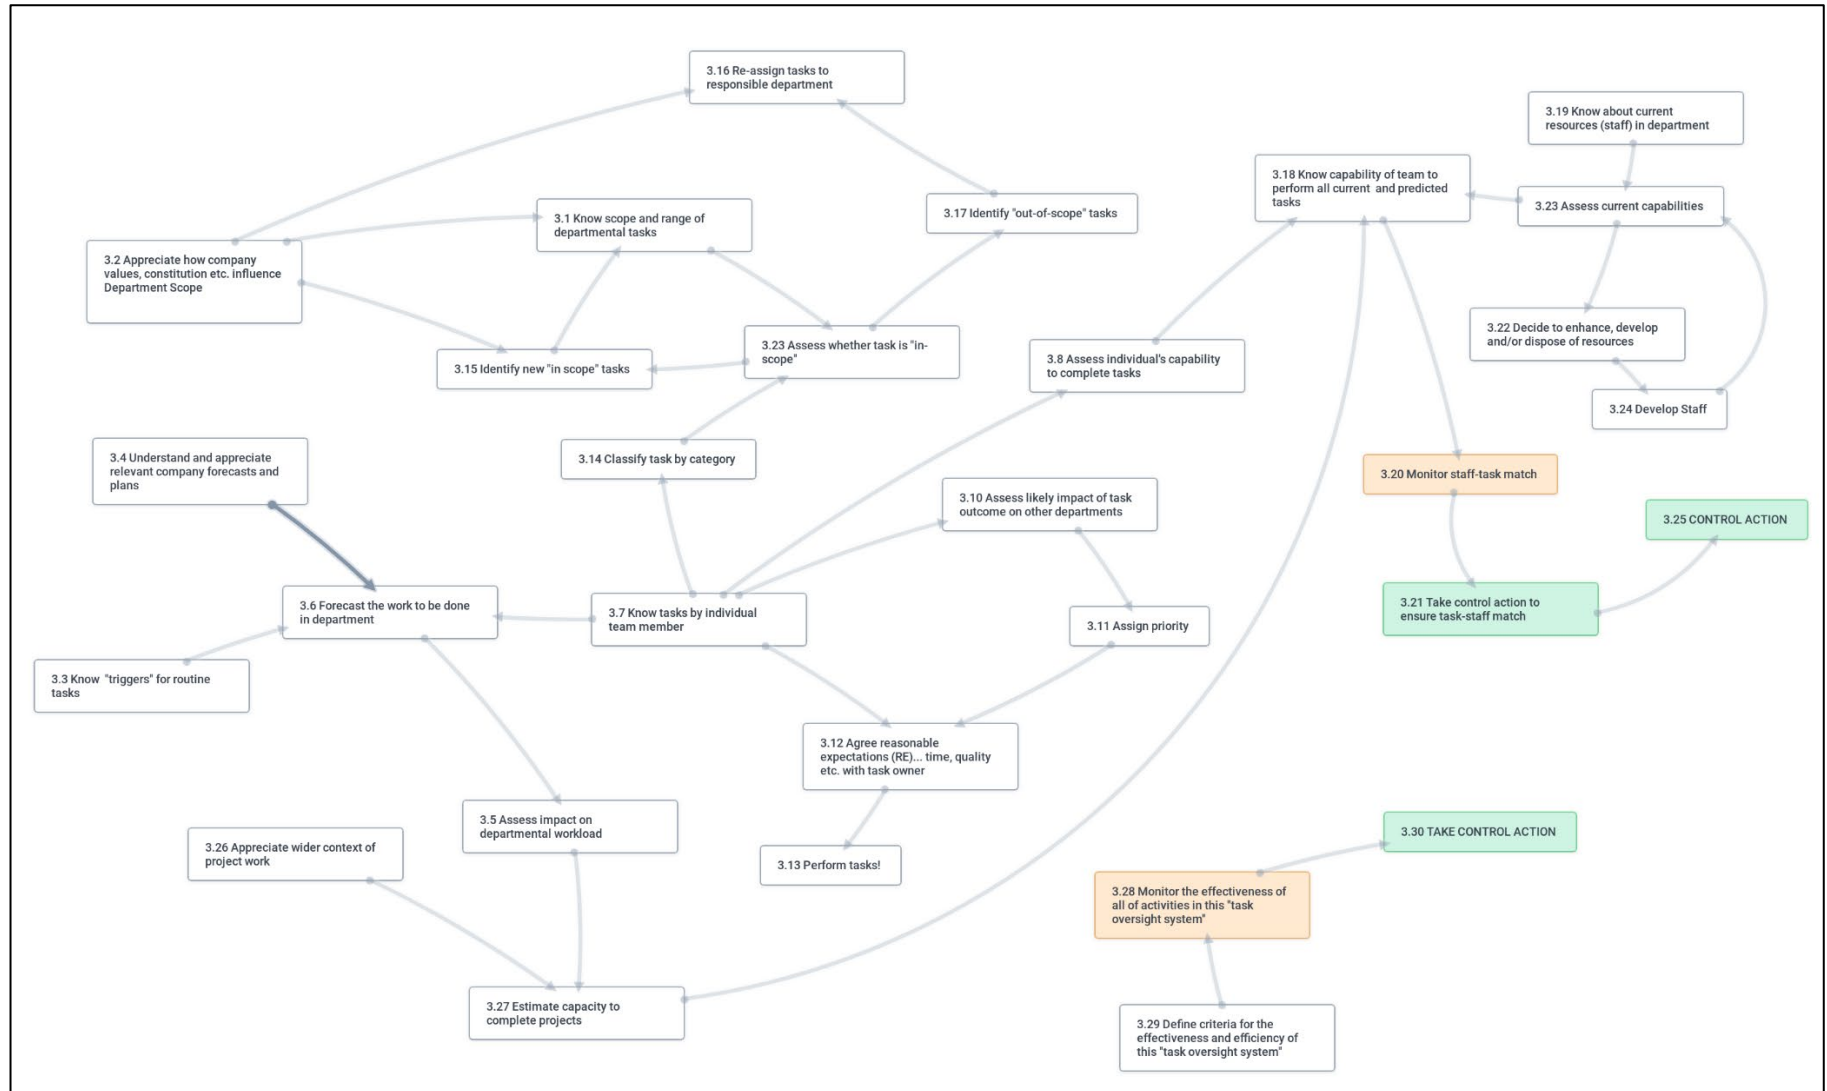 3.16 Re-assign tasks to
responsible department
3.19 Know about current
resources (staff) in department
3.18 Know capability of team to
perform all current and predicted
tasks
3.23 Assess current capabilities
3.17 Identify "out-of-scope" tasks
3.1 Know scope and range of
departmental tasks
3.2 Appreciate how company
values, constitution etc. influence
Department Scope
3.22 Decide to enhance, develop
and/or dispose of resources
3.23 Assess whether task is "in-
scope"
3.15 Identify new "in scope" tasks
3.8 Assess individual's capability
to complete tasks
3.24 Develop Staff
3.4 Understand and appreciate
relevant company forecasts and
plans
3.14 Classify task by category
3.20 Monitor staff-task match
3.10 Assess likely impact of task
outcome on other departments
3.25 CONTROL ACTION
3.6 Forecast the work to be done
in department
3.7 Know tasks by individual
team member
3.11 Assign priority
3.21 Take control action to
ensure task-staff match
3.3 Know "triggers" for routine
tasks
3.12 Agree reasonable
expectations (RE)... time, quality
etc. with task owner
3.5 Assess impact on
departmental workload
3.26 Appreciate wider context of
project work
3.13 Perform tasks!
3.30 TAKE CONTROL ACTION
3.28 Monitor the effectiveness of
all of activities in this "task
oversight system"
3.27 Estimate capacity to
complete projects
3.29 Define criteria for the
effectiveness and efficiency of
this "task oversight system"